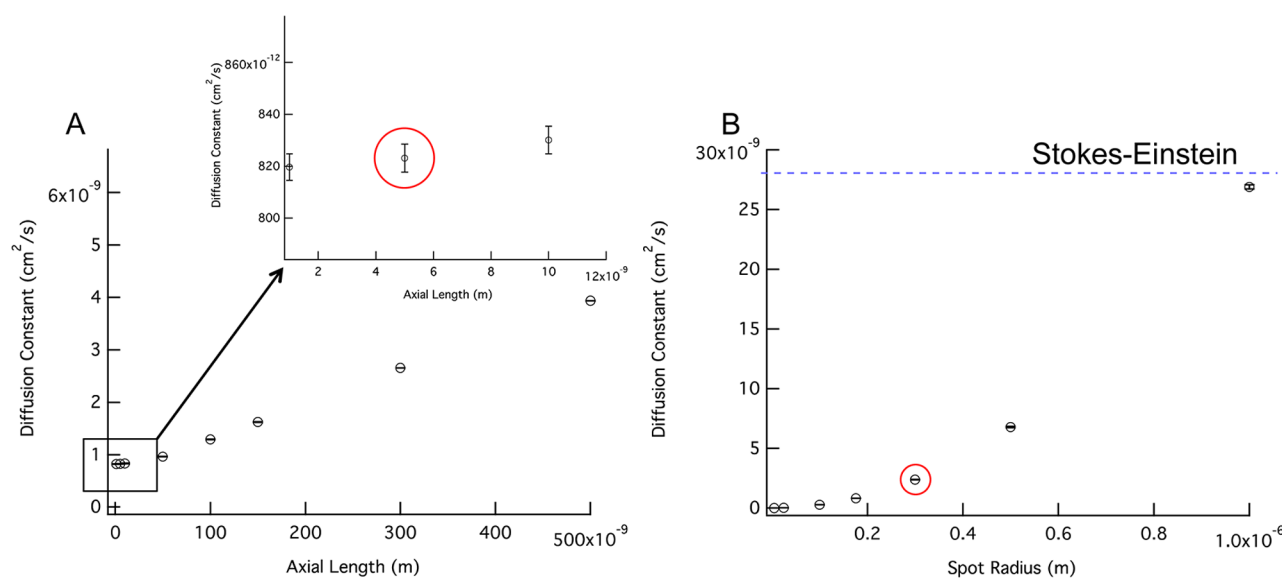 A
6x10⁻⁹
5
4
3
2
1
0
Diffusion Constant (cm²/s)
0
100
200
300
400
500x10⁻⁹
Axial Length (m)
860x10⁻¹²
840
820
800
Diffusion Constant (cm²/s)
2
4
6
8
10
12x10⁻⁹
Axial Length (m)
B
30x10⁻⁹
Stokes-Einstein
25
20
15
10
5
0
Diffusion Constant (cm²/s)
0.2
0.4
0.6
0.8
1.0x10⁻⁶
Spot Radius (m)